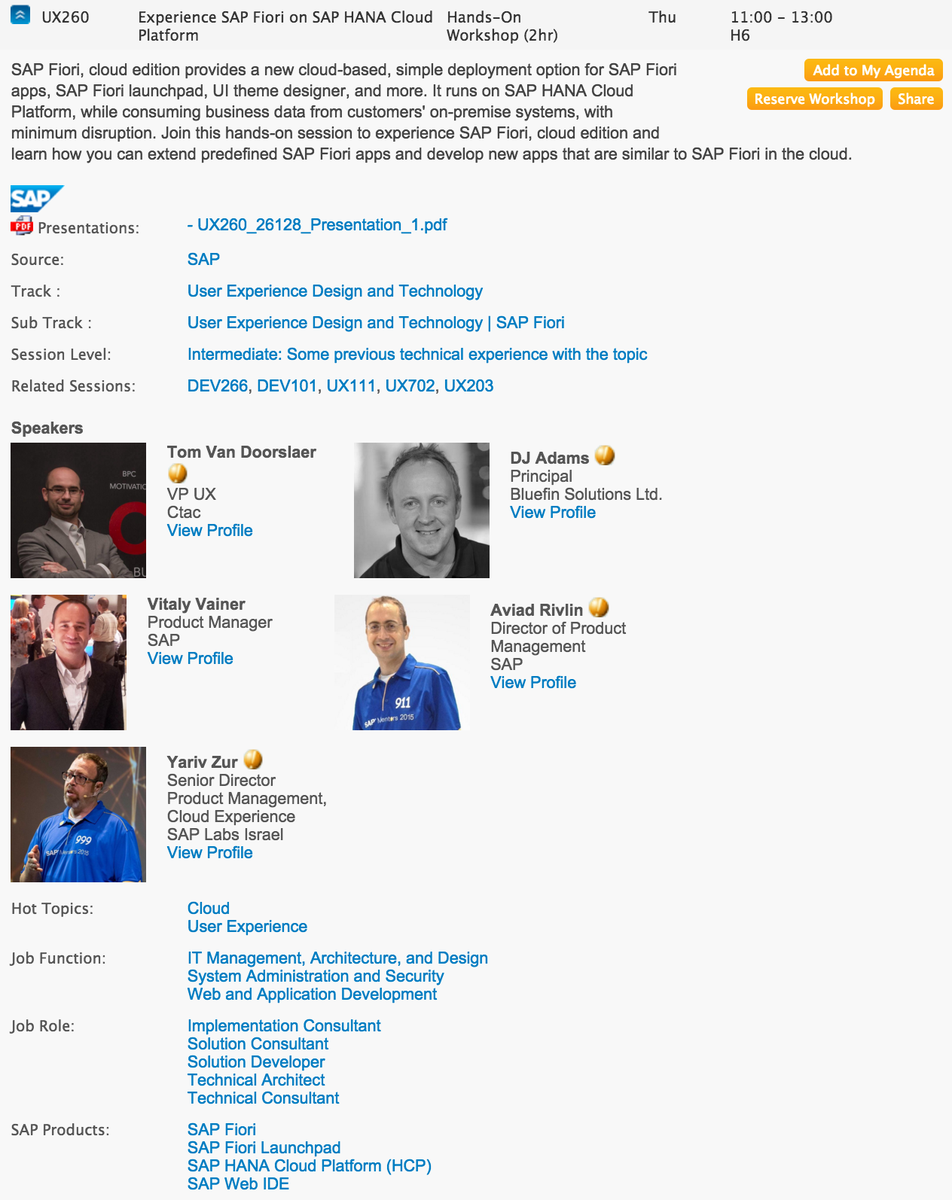 UX260 Experience SAP Fiori on SAP HANA Cloud Hands-On Thu 11:00 - 13:00
Platform Workshop (2hr) H6
SAP Fiori, cloud edition provides a new cloud-based, simple deployment option for SAP Fiori
apps, SAP Fiori launchpad, UI theme designer, and more. It runs on SAP HANA Cloud
Platform, while consuming business data from customers' on-premise systems, with
minimum disruption. Join this hands-on session to experience SAP Fiori, cloud edition and
learn how you can extend predefined SAP Fiori apps and develop new apps that are similar to SAP Fiori in the cloud.
Add to My Agenda
Reserve Workshop Share
SAP
PDF Presentations: - UX260_26128_Presentation_1.pdf
Source: SAP
Track : User Experience Design and Technology
Sub Track : User Experience Design and Technology | SAP Fiori
Session Level: Intermediate: Some previous technical experience with the topic
Related Sessions: DEV266, DEV101, UX111, UX702, UX203
Speakers
BPC
MOTIVATIO
BU
Tom Van Doorslaer
VP UX
Ctac
View Profile
DJ Adams
Principal
Bluefin Solutions Ltd.
View Profile
Vitaly Vainer
Product Manager
SAP
View Profile
911
SAP Mentors 2015
Aviad Rivlin
Director of Product
Management
SAP
View Profile
999
SAP Mentors 2015
Yariv Zur
Senior Director
Product Management,
Cloud Experience
SAP Labs Israel
View Profile
Hot Topics: Cloud
User Experience
Job Function: IT Management, Architecture, and Design
System Administration and Security
Web and Application Development
Job Role: Implementation Consultant
Solution Consultant
Solution Developer
Technical Architect
Technical Consultant
SAP Products: SAP Fiori
SAP Fiori Launchpad
SAP HANA Cloud Platform (HCP)
SAP Web IDE